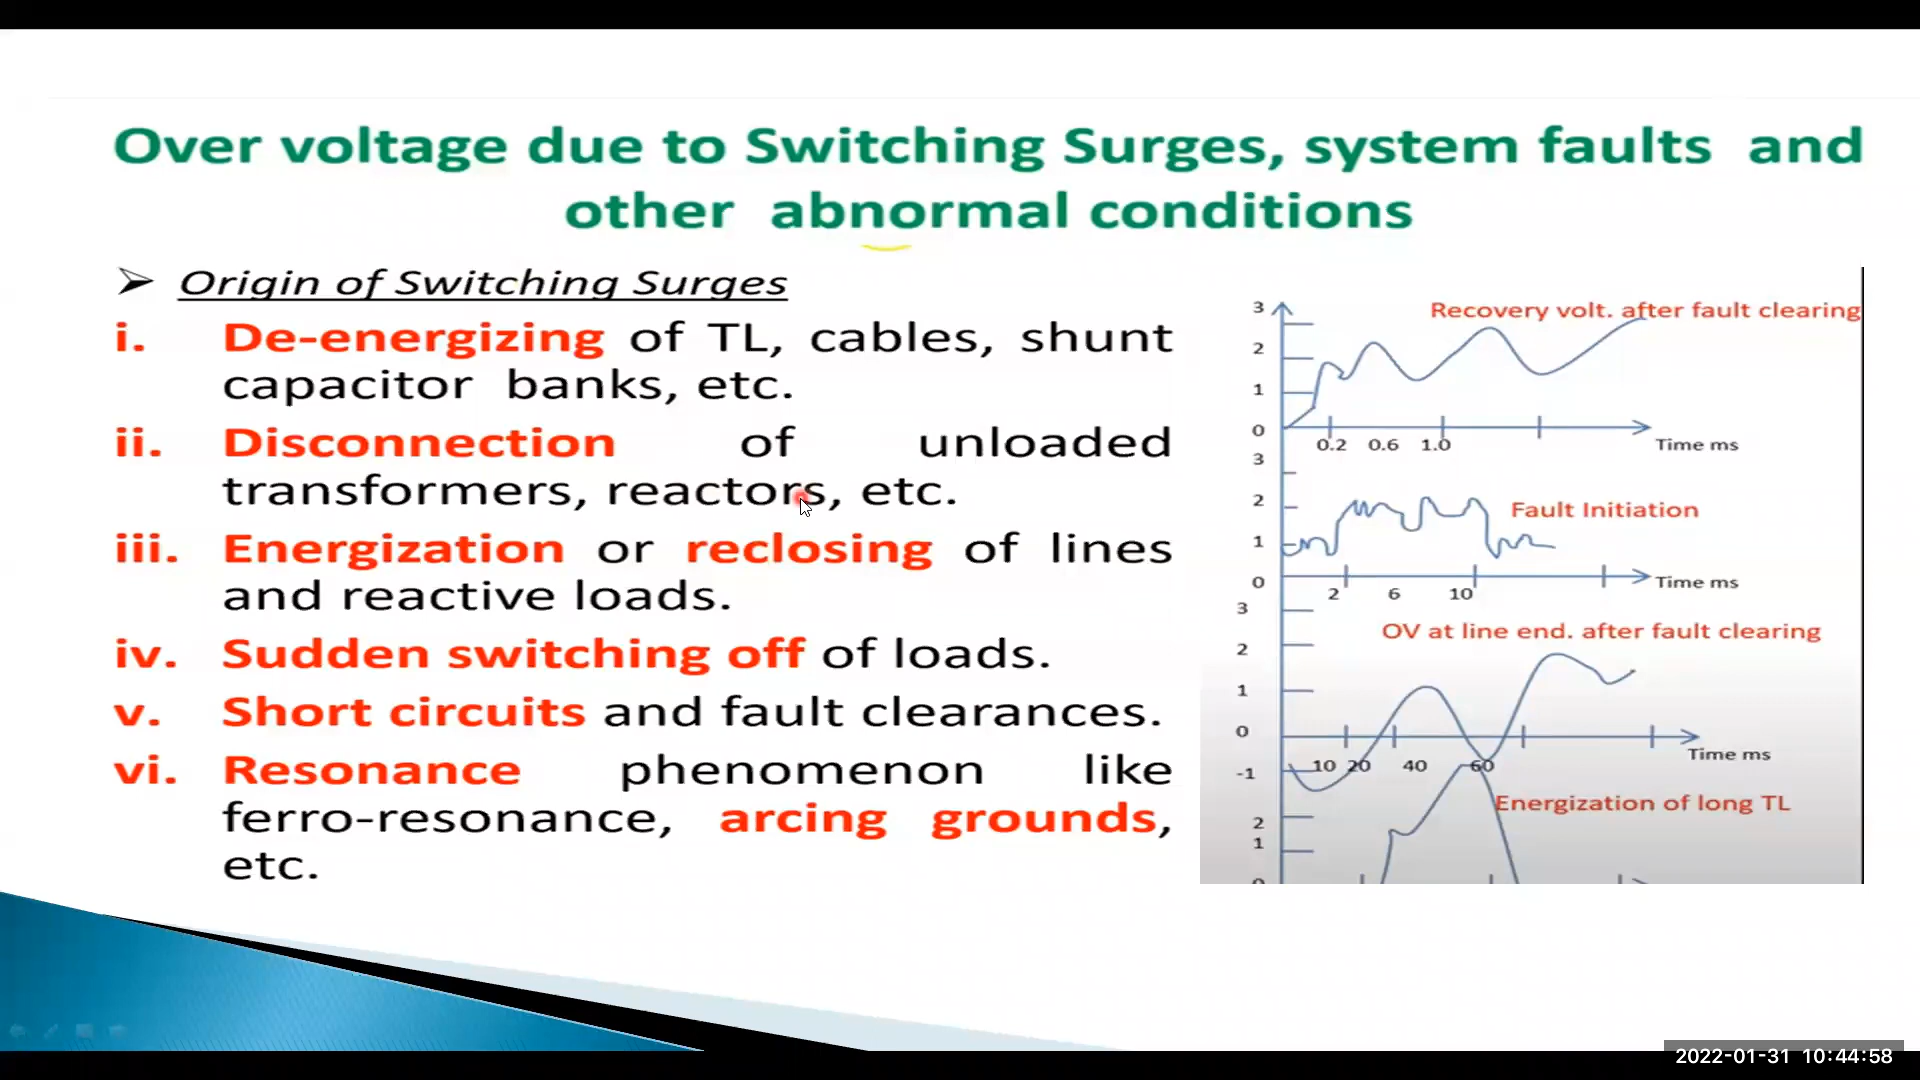 Over voltage due to Switching Surges, system faults and
other abnormal conditions
➢ Origin of Switching Surges
i. De-energizing of TL, cables, shunt
capacitor banks, etc.
ii. Disconnection of unloaded
transformers, reactors, etc.
iii. Energization or reclosing of lines
and reactive loads.
iv. Sudden switching off of loads.
v. Short circuits and fault clearances.
vi. Resonance phenomenon like
ferro-resonance, arcing grounds,
etc.
3
Recovery volt. after fault clearing
2
1
0
0.2 0.6 1.0 Time ms
3
2
Fault Initiation
1
0
Time ms
2 6 10
3
OV at line end. after fault clearing
2
1
0
Time ms
-1
10 20 40 60
Energization of long TL
2
1
0
2022-01-31 10:44:58